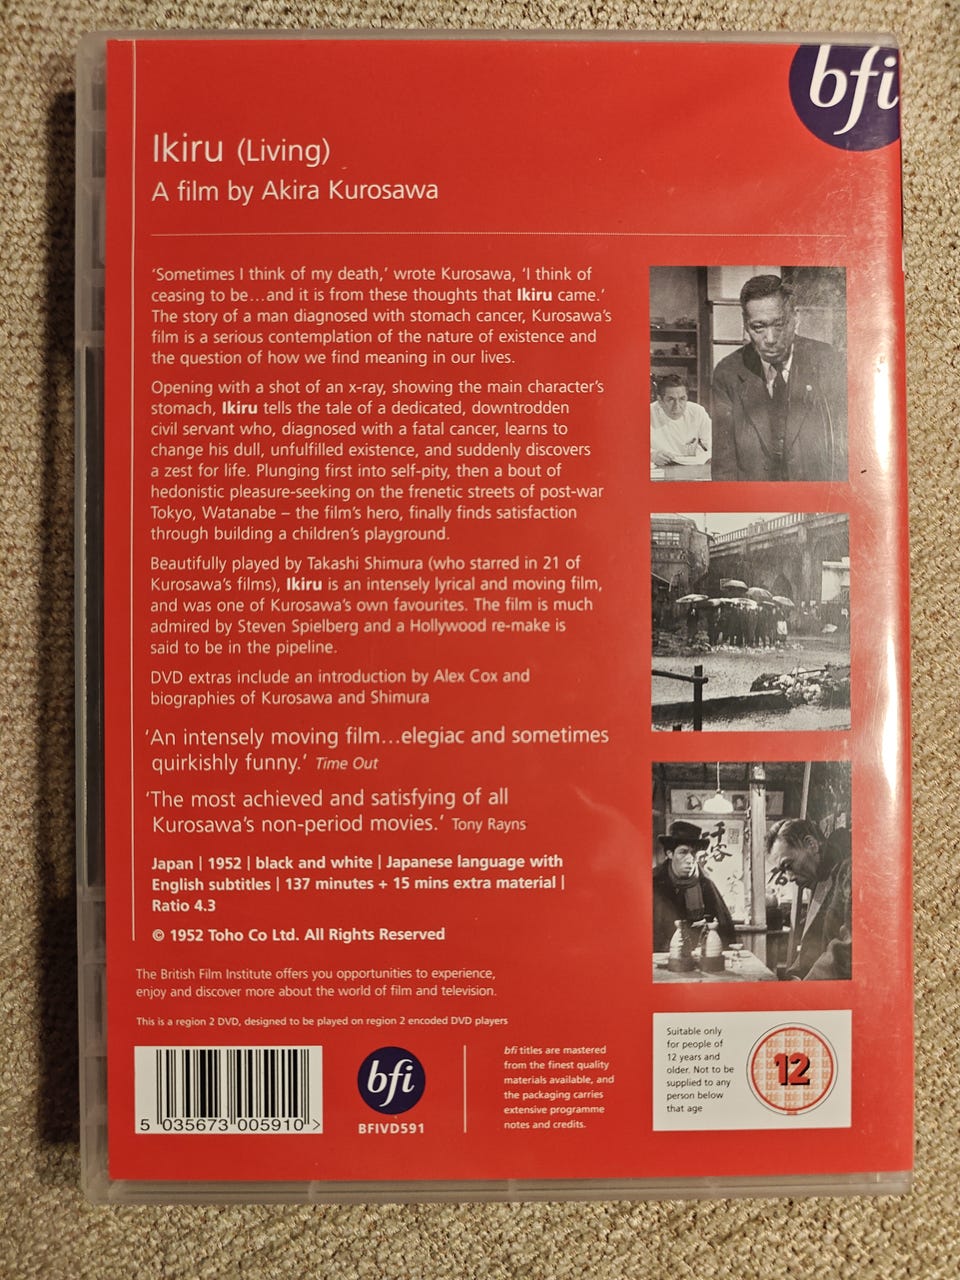 bfi
Ikiru (Living)
A film by Akira Kurosawa
‘Sometimes I think of my death,’ wrote Kurosawa, ‘I think of
ceasing to be...and it is from these thoughts that Ikiru came.’
The story of a man diagnosed with stomach cancer, Kurosawa’s
film is a serious contemplation of the nature of existence and
the question of how we find meaning in our lives.
Opening with a shot of an x-ray, showing the main character’s
stomach, Ikiru tells the tale of a dedicated, downtrodden
civil servant who, diagnosed with a fatal cancer, learns to
change his dull, unfulfilled existence, and suddenly discovers
a zest for life. Plunging first into self-pity, then a bout of
hedonistic pleasure-seeking on the frenetic streets of post-war
Tokyo, Watanabe – the film’s hero, finally finds satisfaction
through building a children’s playground.
Beautifully played by Takashi Shimura (who starred in 21 of
Kurosawa’s films), Ikiru is an intensely lyrical and moving film,
and was one of Kurosawa’s own favourites. The film is much
admired by Steven Spielberg and a Hollywood re-make is
said to be in the pipeline.
DVD extras include an introduction by Alex Cox and
biographies of Kurosawa and Shimura
‘An intensely moving film...elegiac and sometimes
quirkishly funny.’ Time Out
‘The most achieved and satisfying of all
Kurosawa’s non-period movies.’ Tony Rayns
Japan | 1952 | black and white | Japanese language with
English subtitles | 137 minutes + 15 mins extra material |
Ratio 4.3
© 1952 Toho Co Ltd. All Rights Reserved
The British Film Institute offers you opportunities to experience,
enjoy and discover more about the world of film and television.
This is a region 2 DVD, designed to be played on region 2 encoded DVD players
5 035673 005910 >
bfi
BFIVD591
bfi titles are mastered
from the finest quality
materials available, and
the packaging carries
extensive programme
notes and credits.
Suitable only
for people of
12 years and
older. Not to be
supplied to any
person below
that age
12